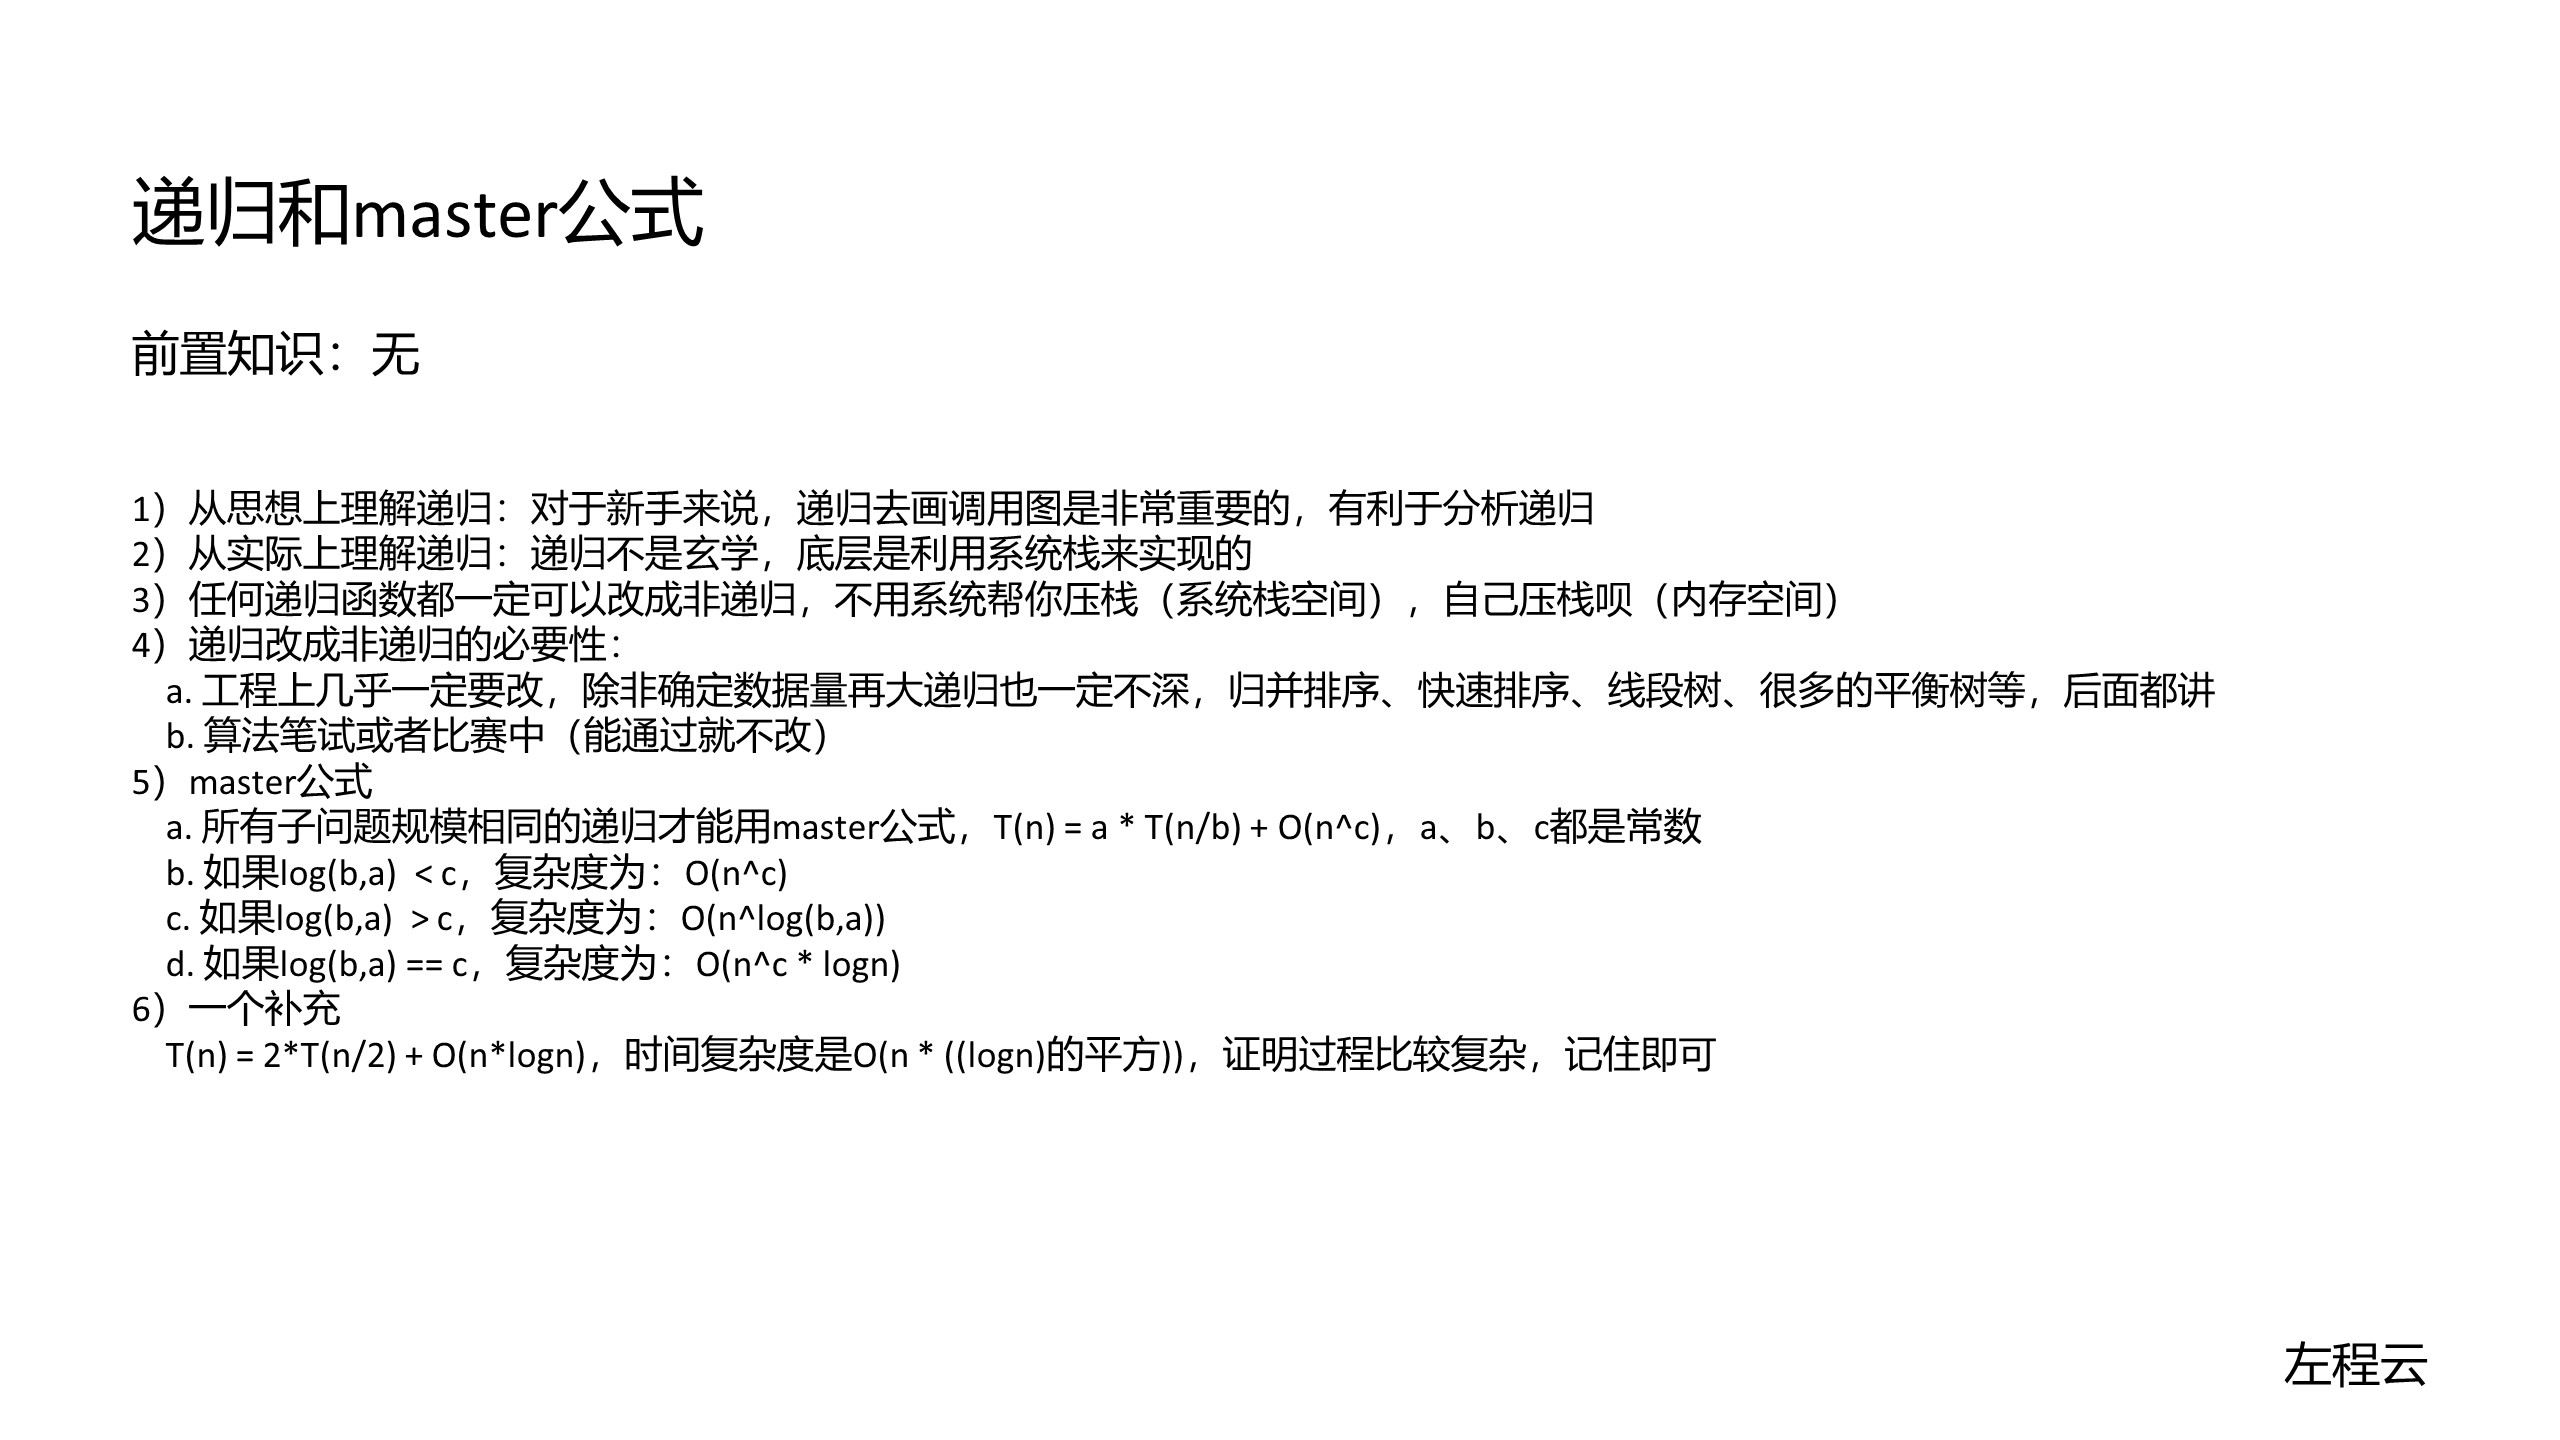 递归和master公式
前置知识：无
1）从思想上理解递归：对于新手来说，递归去画调用图是非常重要的，有利于分析递归
2）从实际上理解递归：递归不是玄学，底层是利用系统栈来实现的
3）任何递归函数都一定可以改成非递归，不用系统帮你压栈（系统栈空间），自己压栈呗（内存空间）
4）递归改成非递归的必要性：
a. 工程上几乎一定要改，除非确定数据量再大递归也一定不深，归并排序、快速排序、线段树、很多的平衡树等，后面都讲
b. 算法笔试或者比赛中（能通过就不改）
5）master公式
a. 所有子问题规模相同的递归才能用master公式，T(n) = a * T(n/b) + O(n^c)，a、b、c都是常数
b. 如果log(b,a) < c，复杂度为：O(n^c)
c. 如果log(b,a) > c，复杂度为：O(n^log(b,a))
d. 如果log(b,a) == c，复杂度为：O(n^c * logn)
6）一个补充
T(n) = 2*T(n/2) + O(n*logn)，时间复杂度是O(n * ((logn)的平方))，证明过程比较复杂，记住即可
左程云